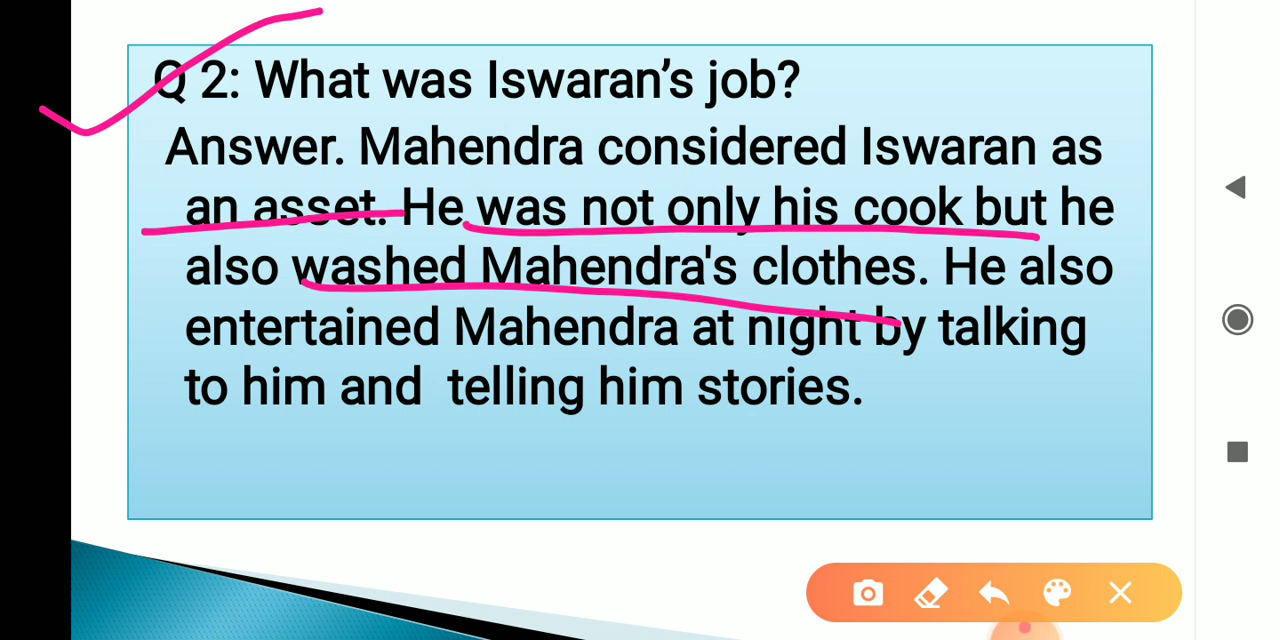 Q 2: What was Iswaran’s job?
Answer. Mahendra considered Iswaran as
an asset. He was not only his cook but he
also washed Mahendra's clothes. He also
entertained Mahendra at night by talking
to him and telling him stories.